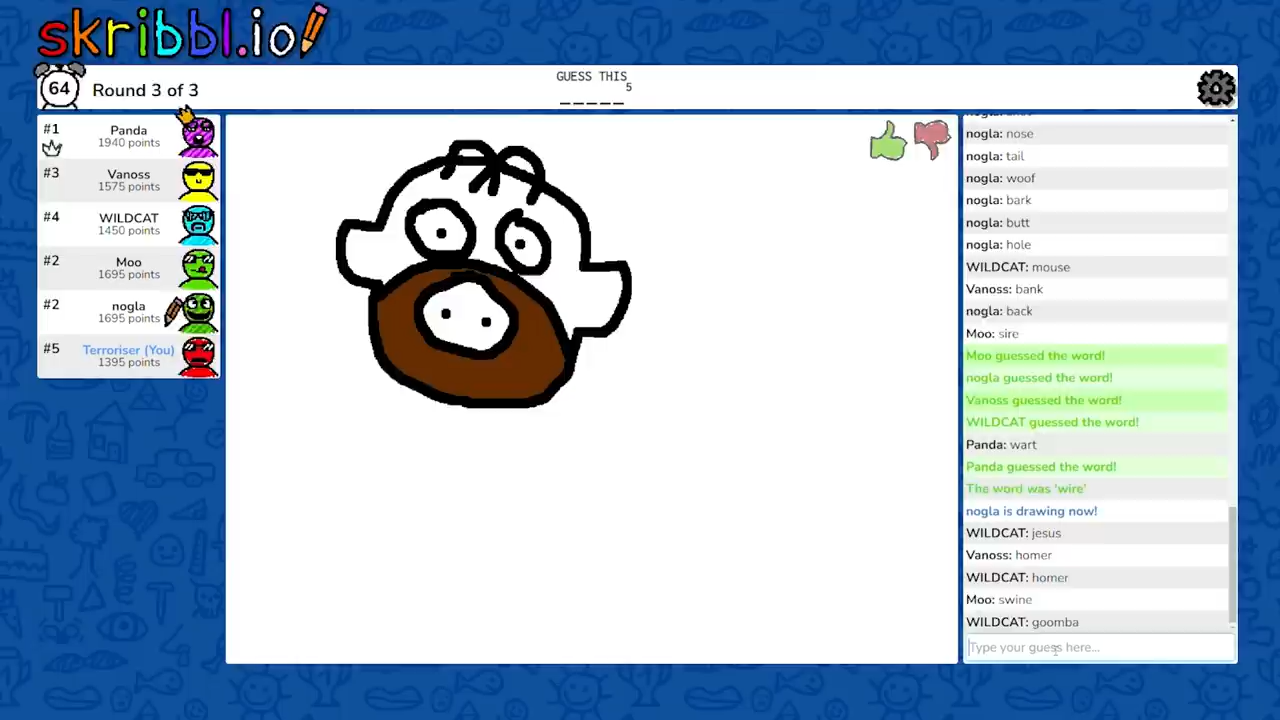 skribbl.io
64
Round 3 of 3
GUESS THIS
_____ 5
#1 Panda
1940 points
#3 Vanoss
1575 points
#4 WILDCAT
1450 points
#2 Moo
1695 points
#2 nogla
1695 points
#5 Terroriser (You)
1395 points
nogla: nose
nogla: tail
nogla: woof
nogla: bark
nogla: butt
nogla: hole
WILDCAT: mouse
Vanoss: bank
nogla: back
Moo: sire
Moo guessed the word!
nogla guessed the word!
Vanoss guessed the word!
WILDCAT guessed the word!
Panda: wart
Panda guessed the word!
The word was 'wire'
nogla is drawing now!
WILDCAT: jesus
Vanoss: homer
WILDCAT: homer
Moo: swine
WILDCAT: goomba
Type your guess here...